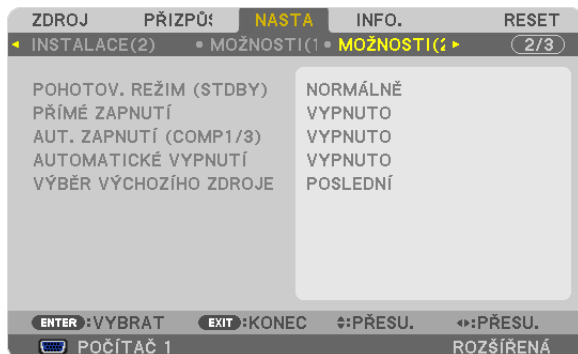 ZDROJ PŘIZPŮS NASTA INFO. RESET
INSTALACE(2) • MOŽNOSTI(1 • MOŽNOSTI(2 2/3
POHOTOV. REŽIM (STDBY) NORMÁLNĚ
PŘÍMÉ ZAPNUTÍ VYPNUTO
AUT. ZAPNUTÍ (COMP1/3) VYPNUTO
AUTOMATICKÉ VYPNUTÍ VYPNUTO
VÝBĚR VÝCHOZÍHO ZDROJE POSLEDNÍ
ENTER :VYBRAT EXIT :KONEC :PŘESU. :PŘESU.
POČÍTAČ 1 ROZŠÍŘENÁ